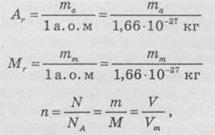 A_r = m_a / 1 а.о.м = m_a / 1,66·10⁻²⁷ кг
M_r = m_m / 1 а.о.м = m_m / 1,66·10⁻²⁷ кг
n = N / N_A = m / M = V / V_m ,